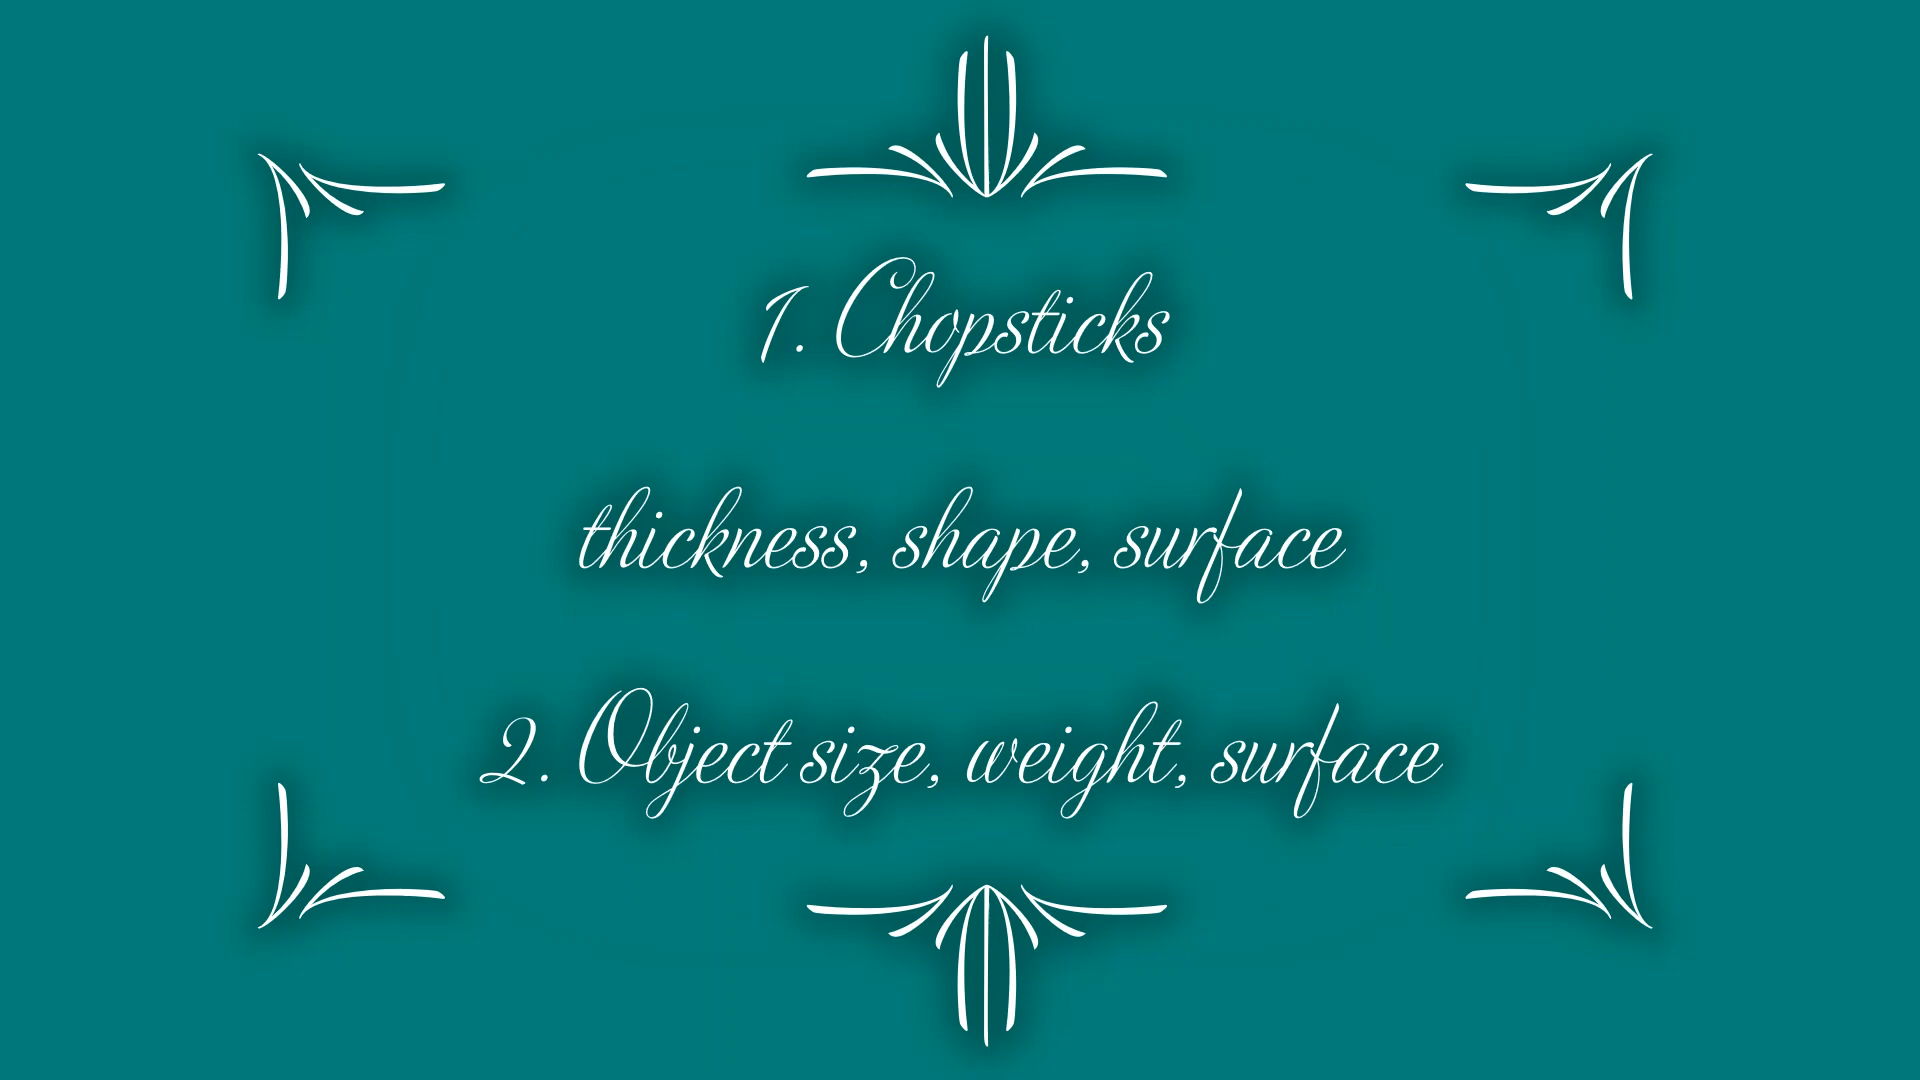 1. Chopsticks
thickness, shape, surface
2. Object size, weight, surface